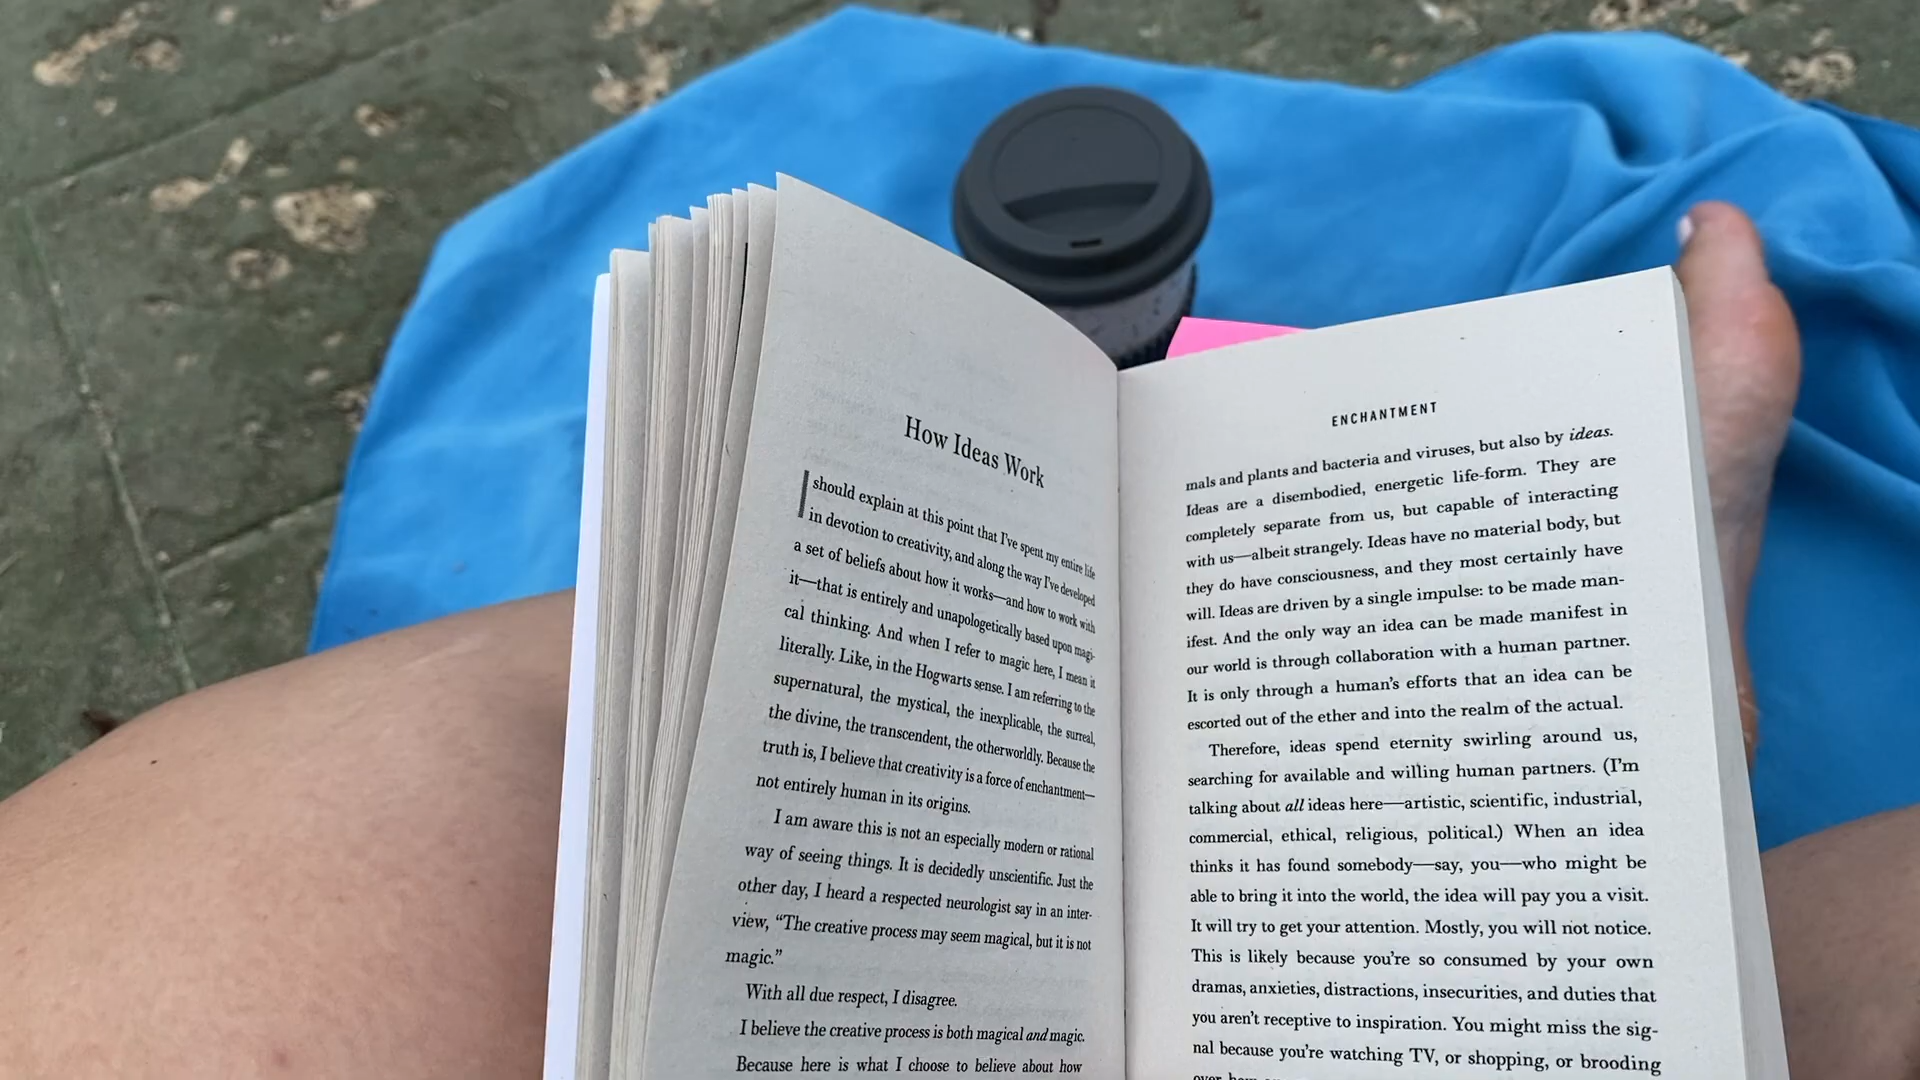 How Ideas Work
I should explain at this point that I've spent my entire life
in devotion to creativity, and along the way I've developed
a set of beliefs about how it works—and how to work with
it—that is entirely and unapologetically based upon magi-
cal thinking. And when I refer to magic here, I mean it
literally. Like, in the Hogwarts sense. I am referring to the
supernatural, the mystical, the inexplicable, the surreal,
the divine, the transcendent, the otherworldly. Because the
truth is, I believe that creativity is a force of enchantment—
not entirely human in its origins.
I am aware this is not an especially modern or rational
way of seeing things. It is decidedly unscientific. Just the
other day, I heard a respected neurologist say in an inter-
view, “The creative process may seem magical, but it is not
magic.”
With all due respect, I disagree.
I believe the creative process is both magical and magic.
Because here is what I choose to believe about how
ENCHANTMENT
mals and plants and bacteria and viruses, but also by ideas.
Ideas are a disembodied, energetic life-form. They are
completely separate from us, but capable of interacting
with us—albeit strangely. Ideas have no material body, but
they do have consciousness, and they most certainly have
will. Ideas are driven by a single impulse: to be made man-
ifest. And the only way an idea can be made manifest in
our world is through collaboration with a human partner.
It is only through a human's efforts that an idea can be
escorted out of the ether and into the realm of the actual.
Therefore, ideas spend eternity swirling around us,
searching for available and willing human partners. (I'm
talking about all ideas here—artistic, scientific, industrial,
commercial, ethical, religious, political.) When an idea
thinks it has found somebody—say, you—who might be
able to bring it into the world, the idea will pay you a visit.
It will try to get your attention. Mostly, you will not notice.
This is likely because you're so consumed by your own
dramas, anxieties, distractions, insecurities, and duties that
you aren't receptive to inspiration. You might miss the sig-
nal because you're watching TV, or shopping, or brooding
over